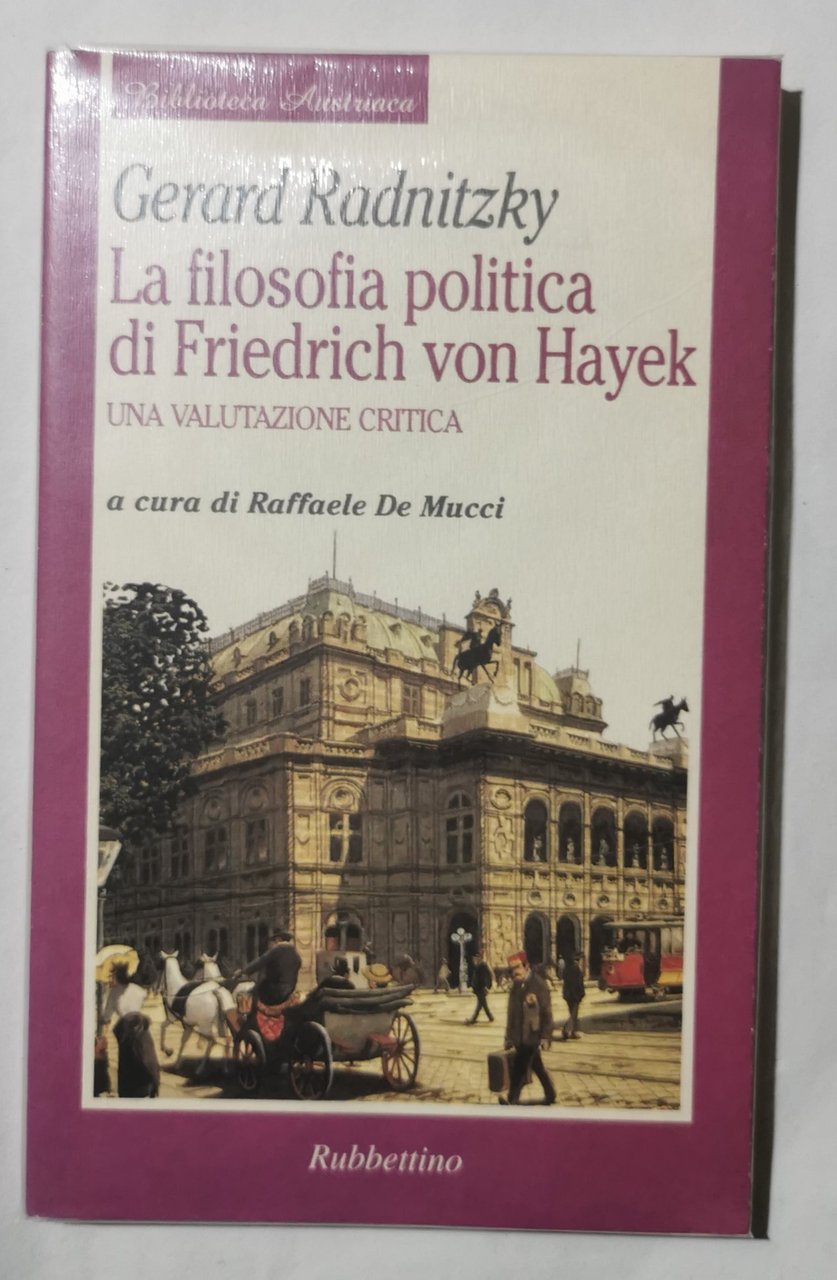 Biblioteca Austriaca
Gerard Radnitzky
La filosofia politica
di Friedrich von Hayek
UNA VALUTAZIONE CRITICA
a cura di Raffaele De Mucci
Rubbettino